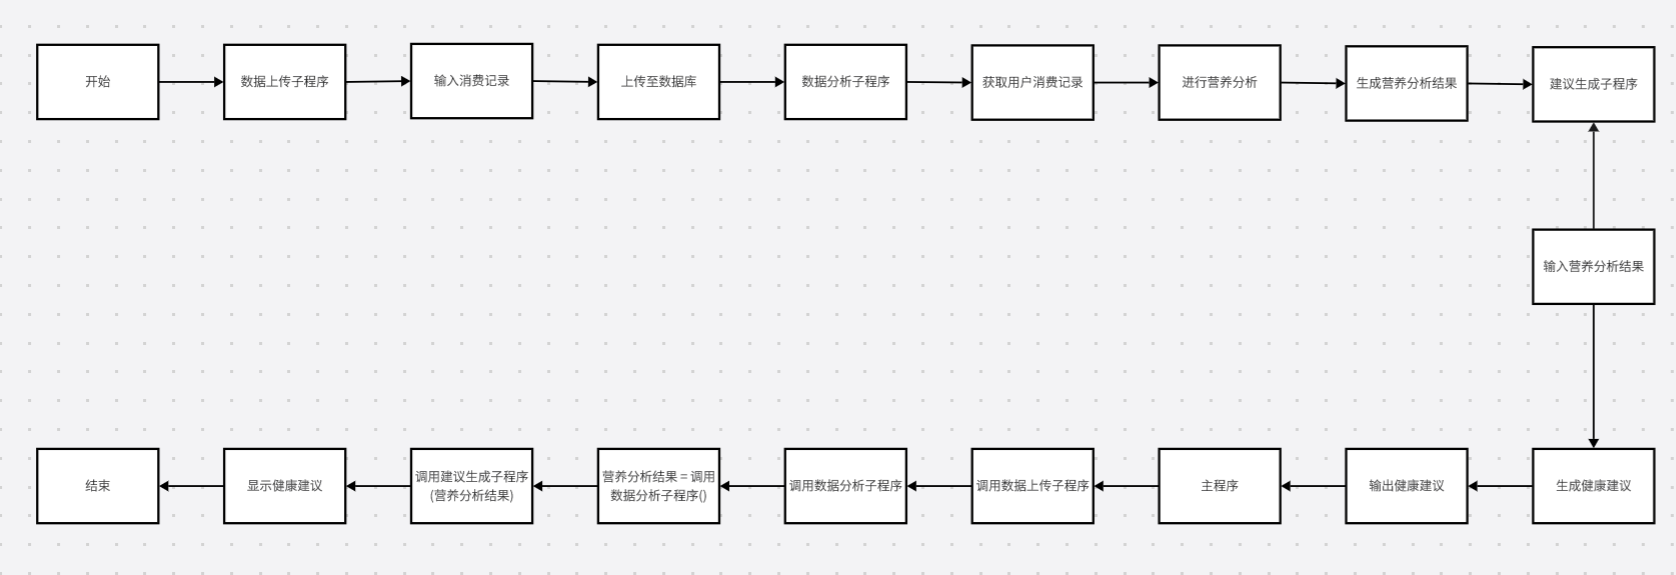 开始
数据上传子程序
输入消费记录
上传至数据库
数据分析子程序
获取用户消费记录
进行营养分析
生成营养分析结果
建议生成子程序
输入营养分析结果
生成健康建议
输出健康建议
主程序
调用数据上传子程序
调用数据分析子程序
营养分析结果 = 调用
数据分析子程序()
调用建议生成子程序
(营养分析结果)
显示健康建议
结束